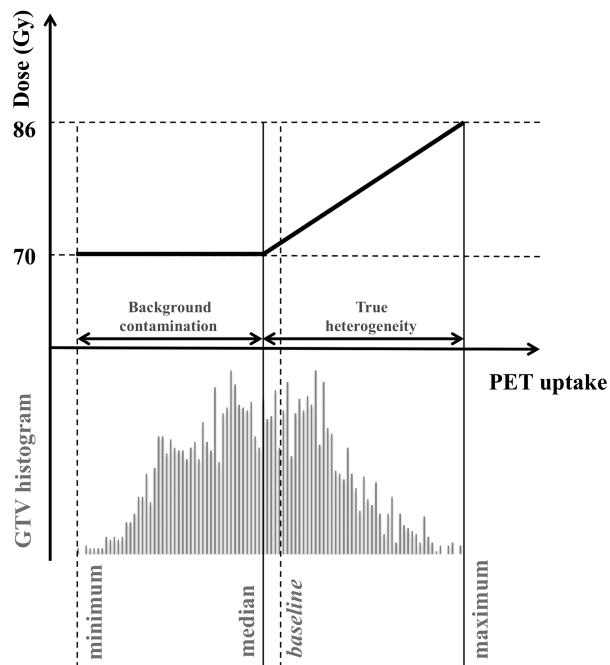 Dose (Gy)
86
70
Background
contamination
True
heterogeneity
PET uptake
GTV histogram
minimum
median
baseline
maximum